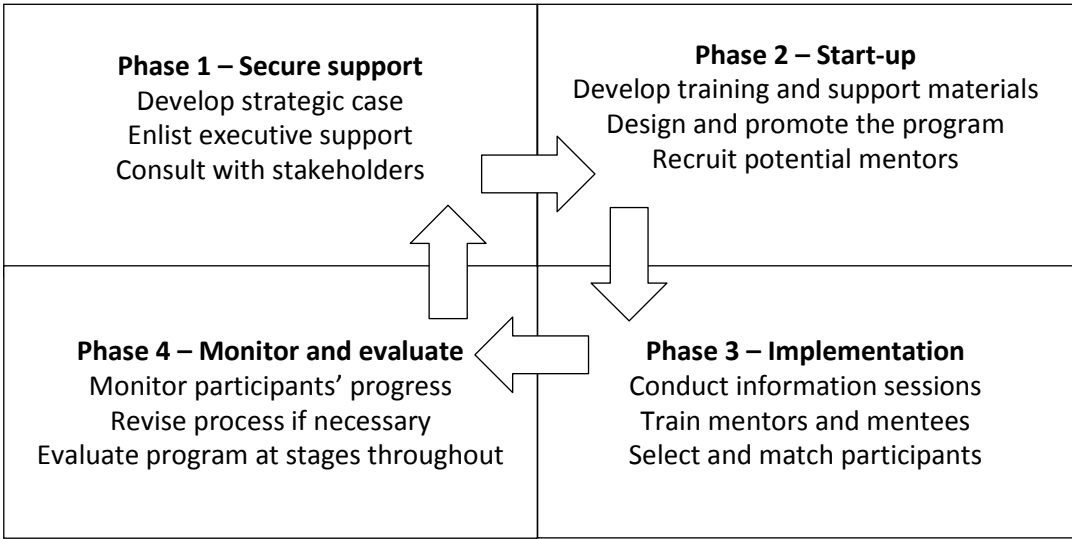 Phase 1 – Secure support
Develop strategic case
Enlist executive support
Consult with stakeholders
Phase 2 – Start-up
Develop training and support materials
Design and promote the program
Recruit potential mentors
Phase 3 – Implementation
Conduct information sessions
Train mentors and mentees
Select and match participants
Phase 4 – Monitor and evaluate
Monitor participants’ progress
Revise process if necessary
Evaluate program at stages throughout